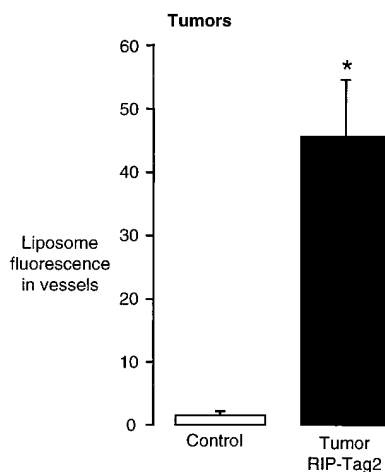 Tumors
60
50
40
30
20
10
0
Liposome
fluorescence
in vessels
*
Control
Tumor
RIP-Tag2